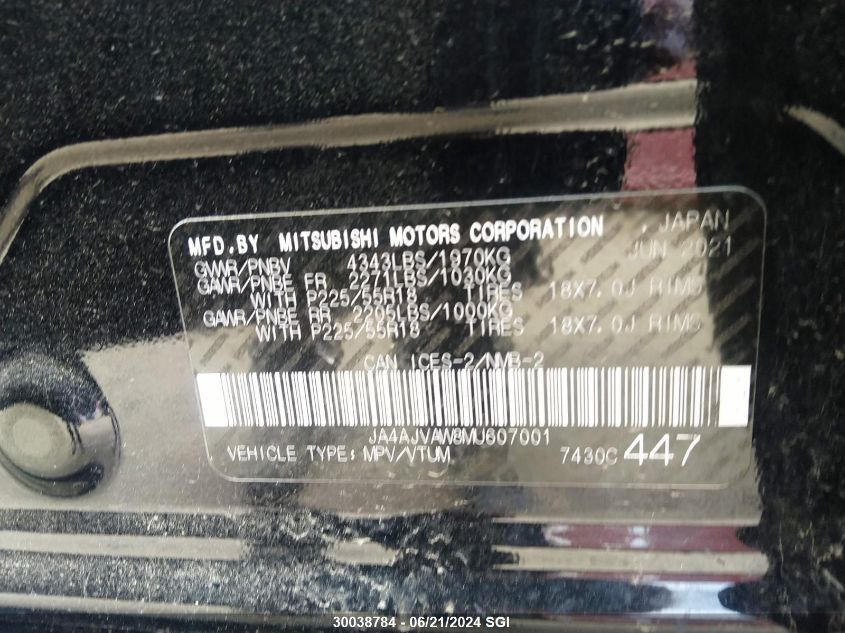 MFD.BY MITSUBISHI MOTORS CORPORATION , JAPAN
GVWR/PNBV 4343LBS/1970KG JUN 2021
GAWR/PNBE FR 2271LBS/1030KG
WITH P225/55R18 TIRES 18X7.0J RIMS
GAWR/PNBE RR 2205LBS/1000KG
WITH P225/55R18 TIRES 18X7.0J RIMS
CAN ICES-2/NMB-2
JA4AJVAW8MU607001
VEHICLE TYPE: MPV/VTUM 7430C 447
30038784 - 06/21/2024 SGI